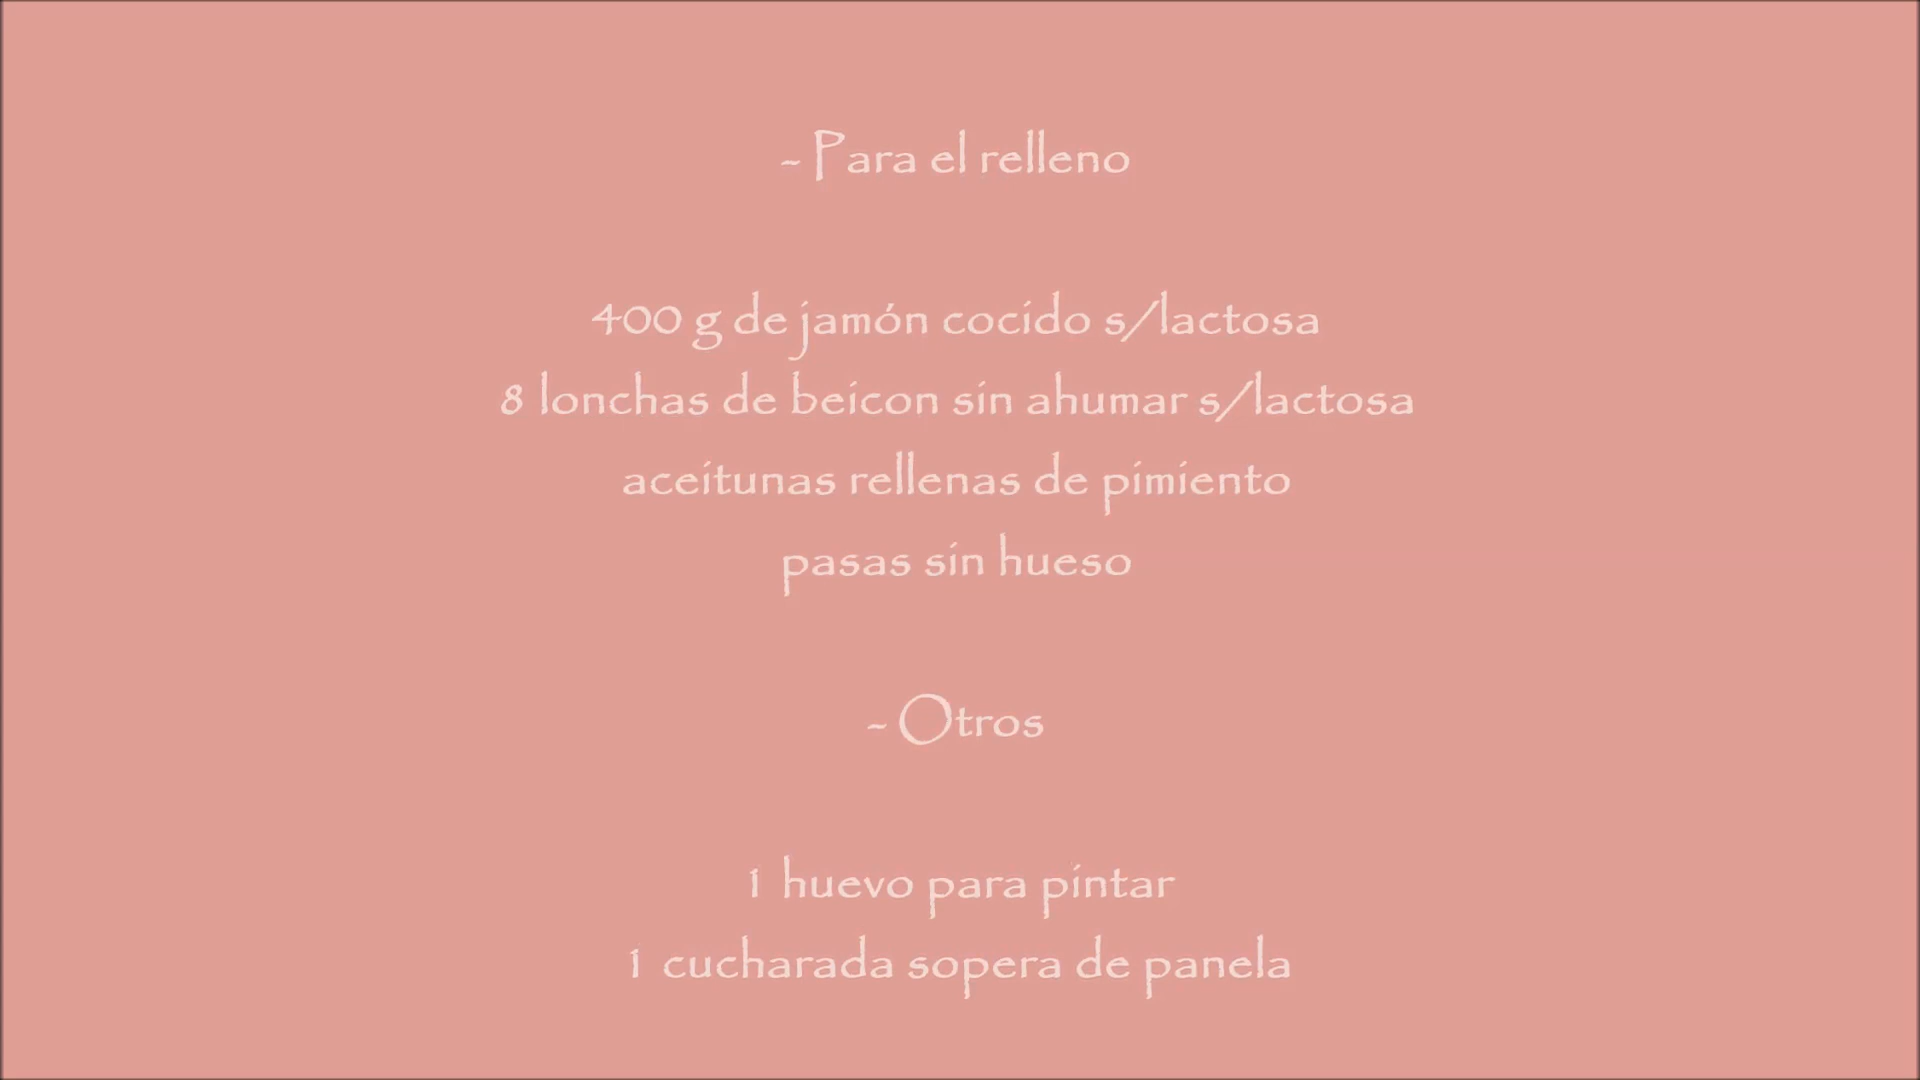 - Para el relleno
400 g de jamón cocido s/lactosa
8 lonchas de beicon sin ahumar s/lactosa
aceitunas rellenas de pimiento
pasas sin hueso
- Otros
1 huevo para pintar
1 cucharada sopera de panela